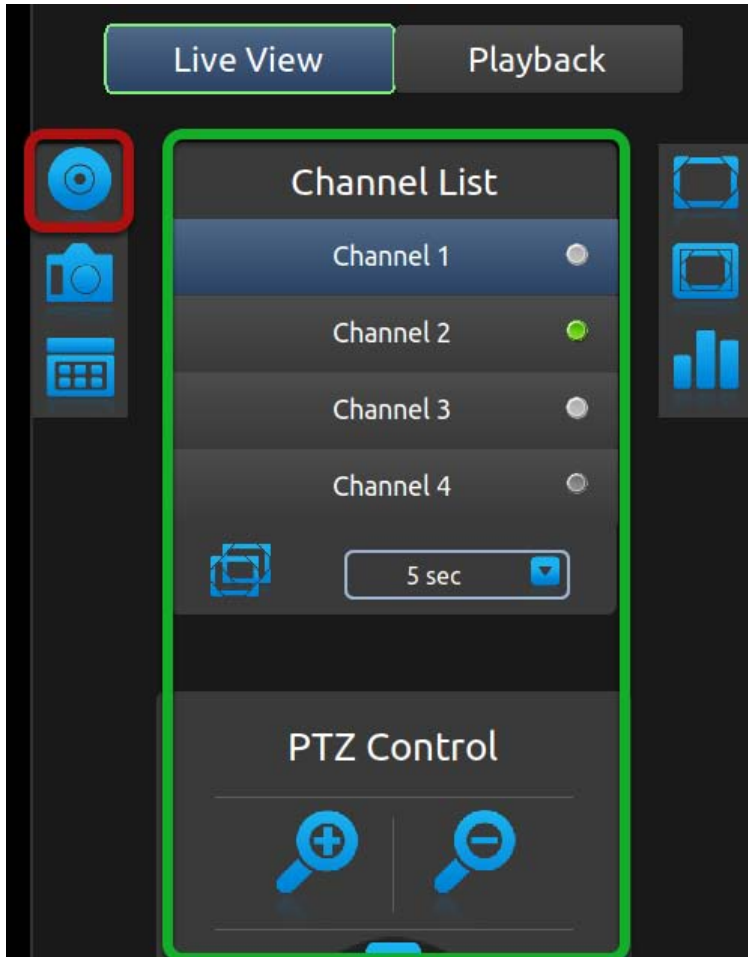 Live View
Playback
Channel List
Channel 1
Channel 2
Channel 3
Channel 4
5 sec
PTZ Control